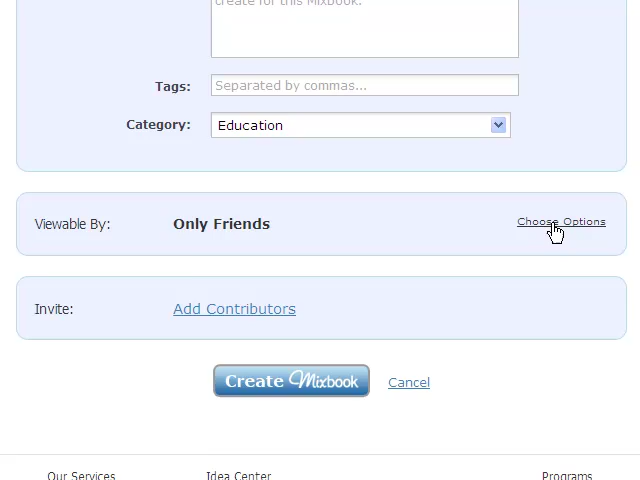 create for this Mixbook.
Tags: Separated by commas...
Category: Education
Viewable By: Only Friends Choose Options
Invite: Add Contributors
Create Mixbook Cancel
Our Services Idea Center Programs